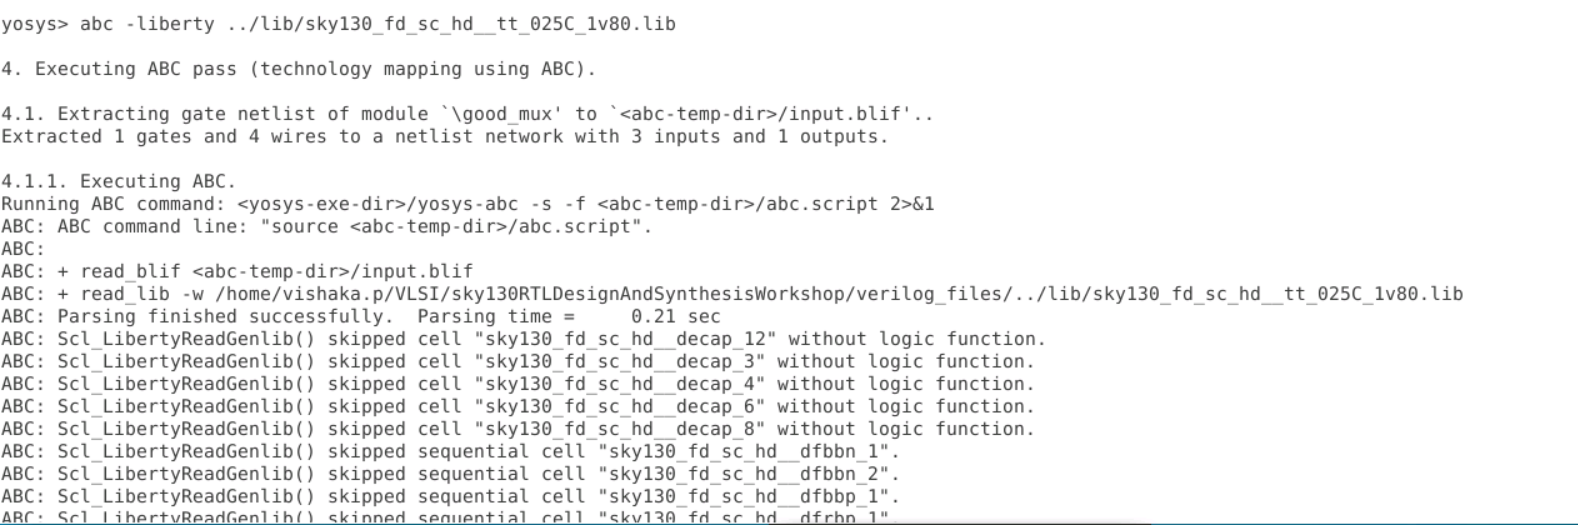 yosys> abc -liberty ../lib/sky130_fd_sc_hd__tt_025C_1v80.lib
4. Executing ABC pass (technology mapping using ABC).
4.1. Extracting gate netlist of module `\good_mux' to `<abc-temp-dir>/input.blif'..
Extracted 1 gates and 4 wires to a netlist network with 3 inputs and 1 outputs.
4.1.1. Executing ABC.
Running ABC command: <yosys-exe-dir>/yosys-abc -s -f <abc-temp-dir>/abc.script 2>&1
ABC: ABC command line: "source <abc-temp-dir>/abc.script".
ABC:
ABC: + read_blif <abc-temp-dir>/input.blif
ABC: + read_lib -w /home/vishaka.p/VLSI/sky130RTLDesignAndSynthesisWorkshop/verilog_files/../lib/sky130_fd_sc_hd__tt_025C_1v80.lib
ABC: Parsing finished successfully.  Parsing time =     0.21 sec
ABC: Scl_LibertyReadGenlib() skipped cell "sky130_fd_sc_hd__decap_12" without logic function.
ABC: Scl_LibertyReadGenlib() skipped cell "sky130_fd_sc_hd__decap_3" without logic function.
ABC: Scl_LibertyReadGenlib() skipped cell "sky130_fd_sc_hd__decap_4" without logic function.
ABC: Scl_LibertyReadGenlib() skipped cell "sky130_fd_sc_hd__decap_6" without logic function.
ABC: Scl_LibertyReadGenlib() skipped cell "sky130_fd_sc_hd__decap_8" without logic function.
ABC: Scl_LibertyReadGenlib() skipped sequential cell "sky130_fd_sc_hd__dfbbn_1".
ABC: Scl_LibertyReadGenlib() skipped sequential cell "sky130_fd_sc_hd__dfbbn_2".
ABC: Scl_LibertyReadGenlib() skipped sequential cell "sky130_fd_sc_hd__dfbbp_1".
ABC: Scl_LibertyReadGenlib() skipped sequential cell "sky130_fd_sc_hd__dfrbp_1".